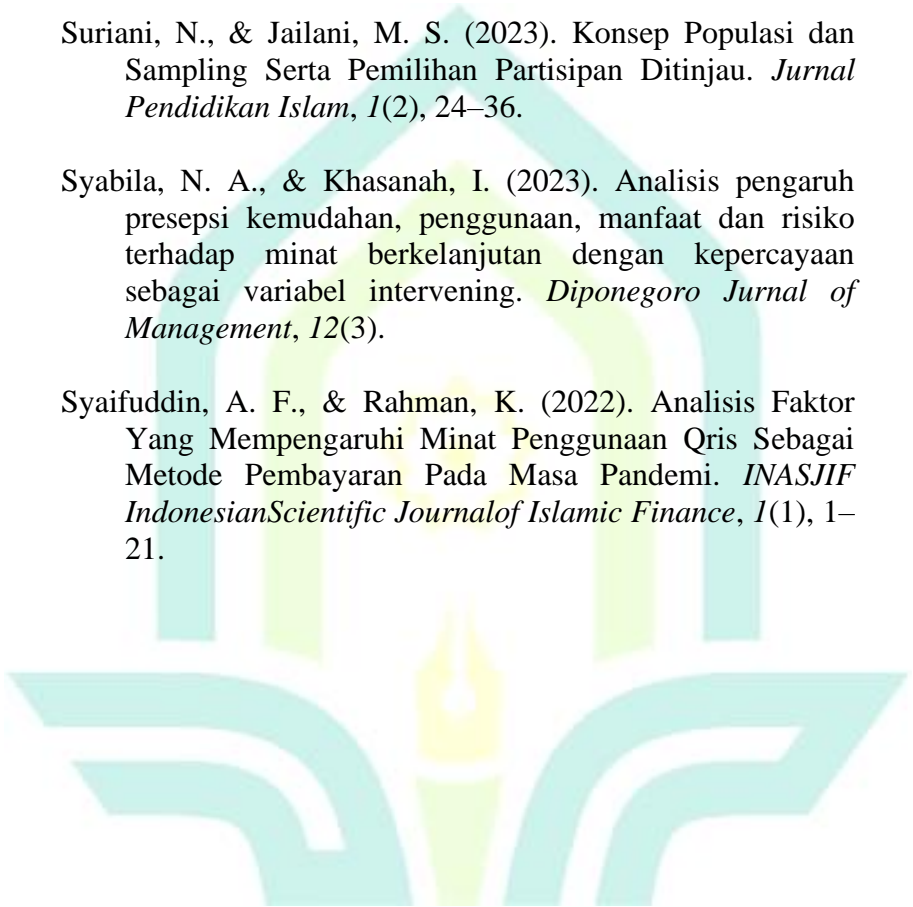 Suriani, N., & Jailani, M. S. (2023). Konsep Populasi dan
Sampling Serta Pemilihan Partisipan Ditinjau. Jurnal
Pendidikan Islam, 1(2), 24–36.
Syabila, N. A., & Khasanah, I. (2023). Analisis pengaruh
presepsi kemudahan, penggunaan, manfaat dan risiko
terhadap minat berkelanjutan dengan kepercayaan
sebagai variabel intervening. Diponegoro Jurnal of
Management, 12(3).
Syaifuddin, A. F., & Rahman, K. (2022). Analisis Faktor
Yang Mempengaruhi Minat Penggunaan Qris Sebagai
Metode Pembayaran Pada Masa Pandemi. INASJIF
IndonesianScientific Journalof Islamic Finance, 1(1), 1–
21.